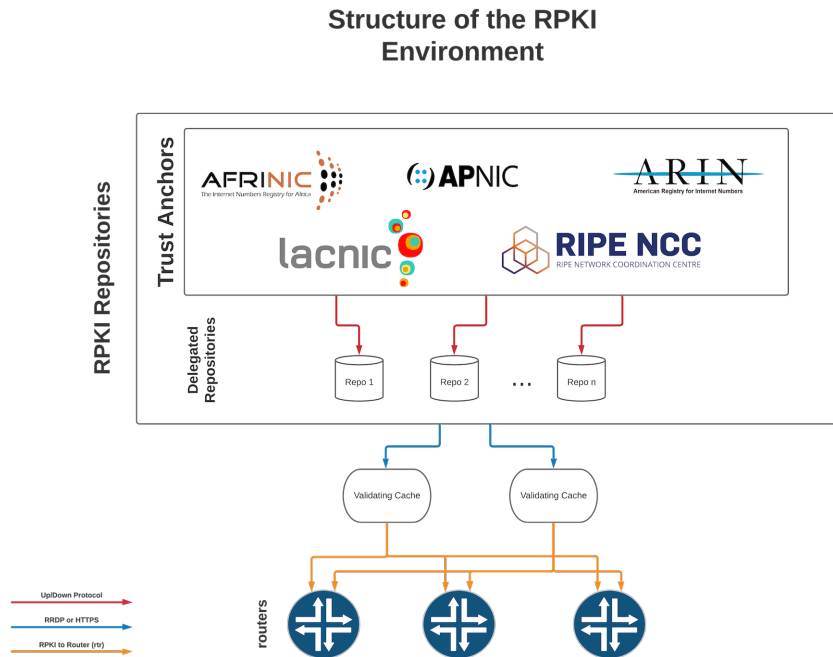 Structure of the RPKI
Environment
RPKI Repositories
Trust Anchors
AFRINIC
The Internet Numbers Registry for Africa
APNIC
ARIN
American Registry for Internet Numbers
lacnic
RIPE NCC
RIPE NETWORK COORDINATION CENTRE
Delegated
Repositories
Repo 1
Repo 2
...
Repo n
Validating Cache
Validating Cache
routers
Up/Down Protocol
RRDP or HTTPS
RPKI to Router (rtr)